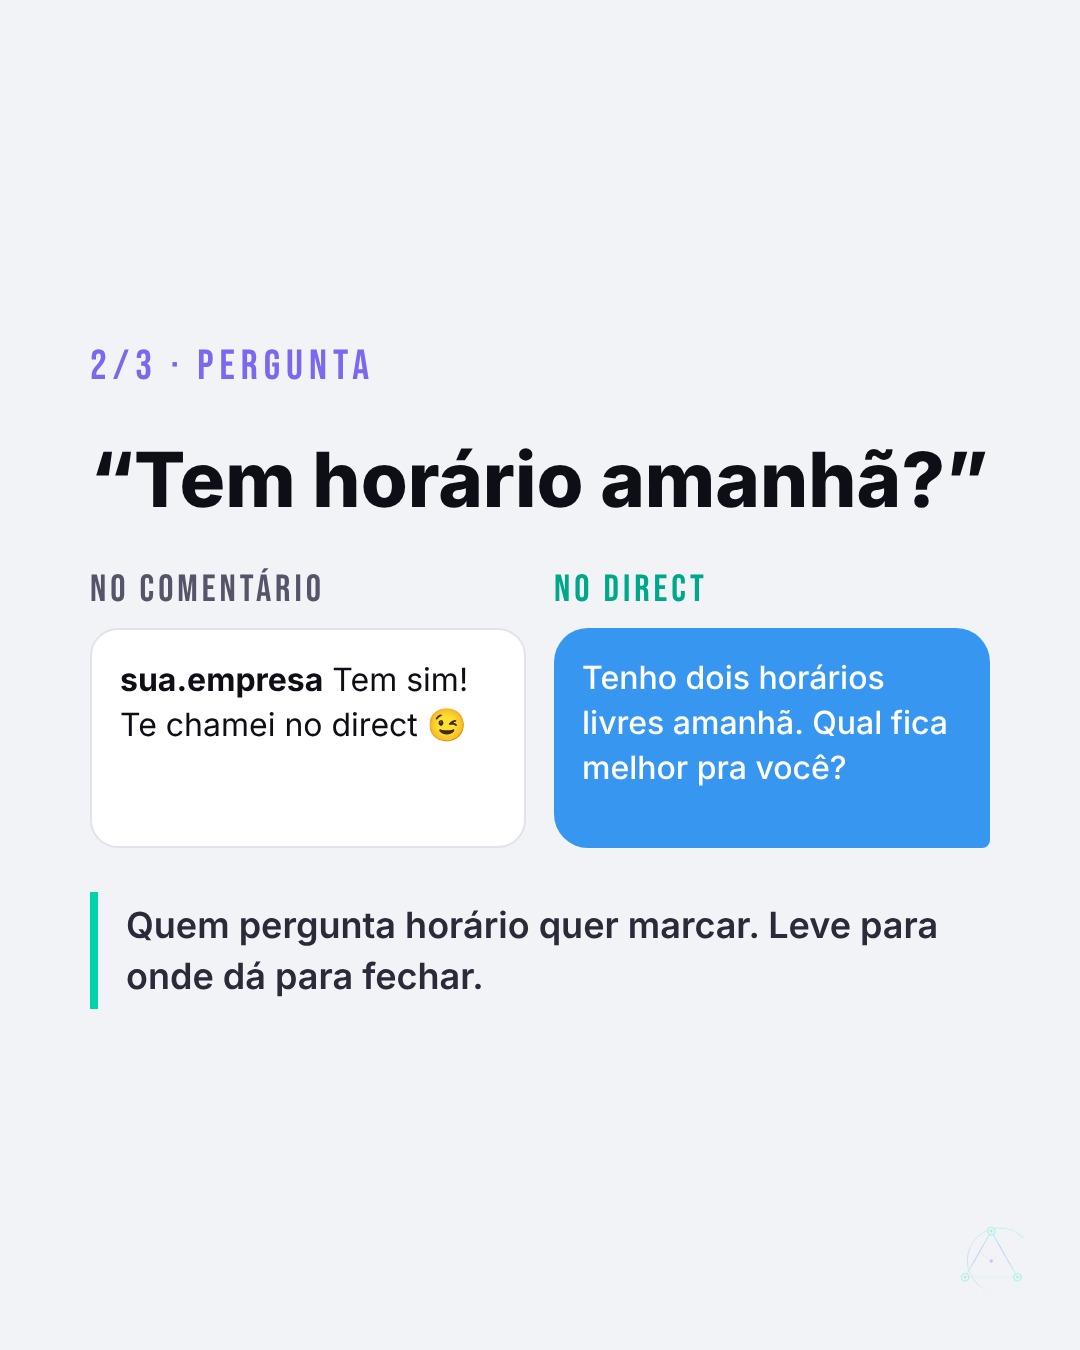 2/3 · PERGUNTA
“Tem horário amanhã?”
NO COMENTÁRIO
sua.empresa Tem sim!
Te chamei no direct 😉
NO DIRECT
Tenho dois horários
livres amanhã. Qual fica
melhor pra você?
Quem pergunta horário quer marcar. Leve para
onde dá para fechar.